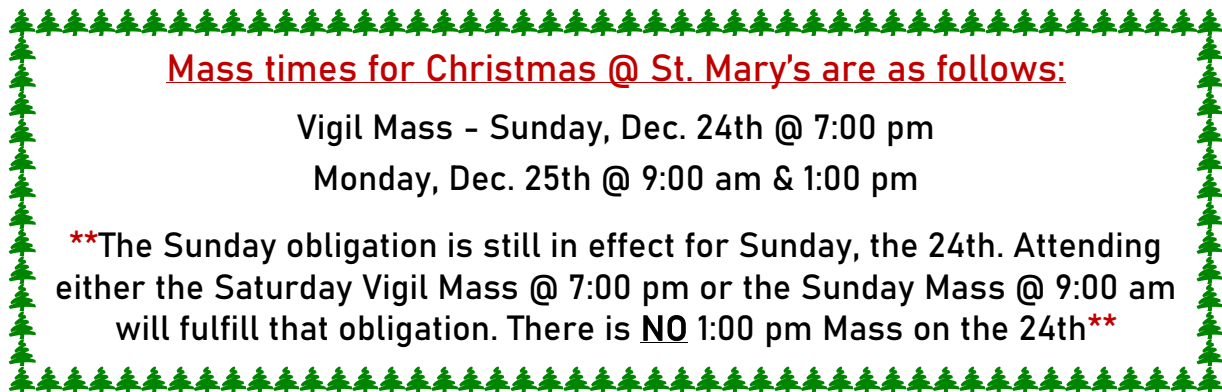 Mass times for Christmas @ St. Mary's are as follows:
Vigil Mass - Sunday, Dec. 24th @ 7:00 pm
Monday, Dec. 25th @ 9:00 am & 1:00 pm
**The Sunday obligation is still in effect for Sunday, the 24th. Attending
either the Saturday Vigil Mass @ 7:00 pm or the Sunday Mass @ 9:00 am
will fulfill that obligation. There is NO 1:00 pm Mass on the 24th**